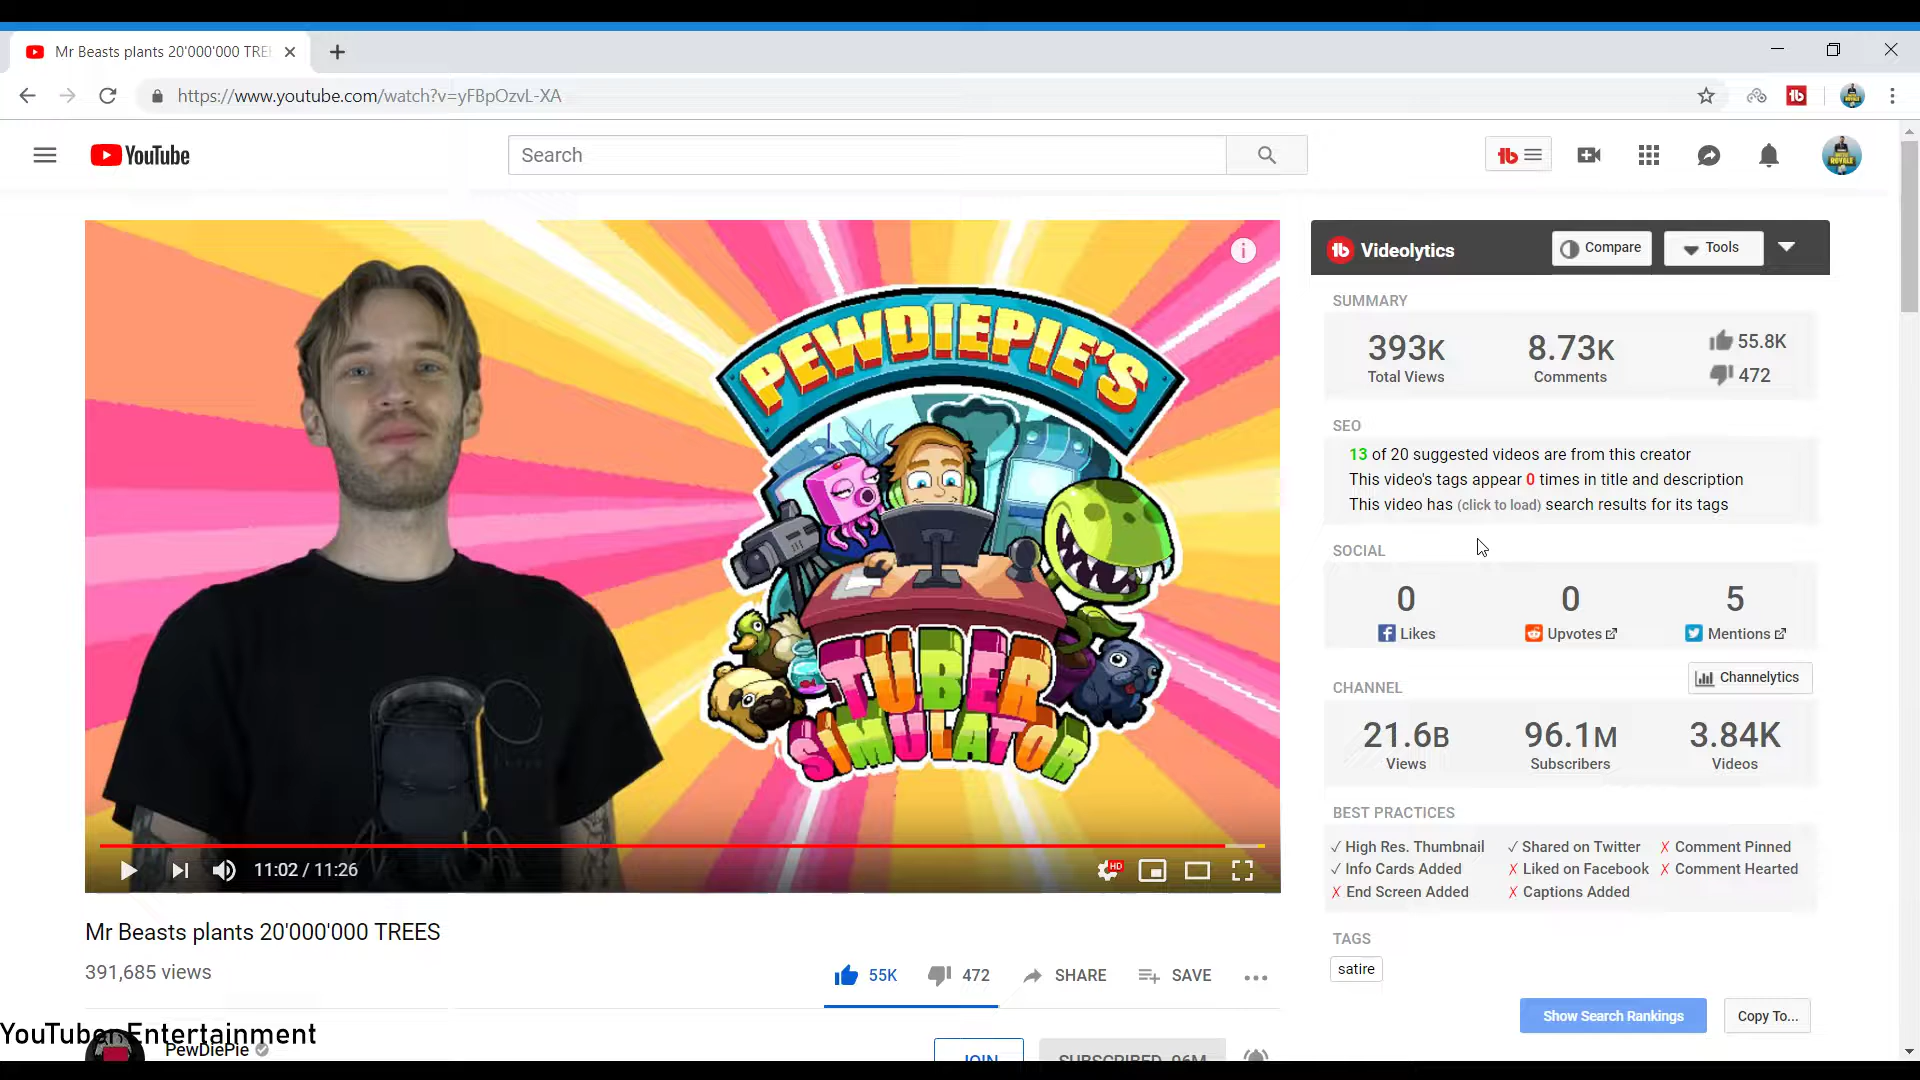 Mr Beasts plants 20'000'000 TRE
https://www.youtube.com/watch?v=yFBpOzvL-XA
YouTube
Search
Videolytics
Compare
Tools
SUMMARY
393K
Total Views
8.73K
Comments
55.8K
472
SEO
13 of 20 suggested videos are from this creator
This video's tags appear 0 times in title and description
This video has (click to load) search results for its tags
SOCIAL
0
Likes
0
Upvotes
5
Mentions
CHANNEL
Channelytics
21.6B
Views
96.1M
Subscribers
3.84K
Videos
BEST PRACTICES
✓ High Res. Thumbnail
✓ Shared on Twitter
✗ Comment Pinned
✓ Info Cards Added
✗ Liked on Facebook
✗ Comment Hearted
✗ End Screen Added
✗ Captions Added
TAGS
satire
Show Search Rankings
Copy To...
PEWDIEPIE'S
TUBER
SIMULATOR
11:02 / 11:26
HD
Mr Beasts plants 20'000'000 TREES
391,685 views
55K
472
SHARE
SAVE
YouTuber Entertainment
PewDiePie
JOIN
SUBSCRIBED 96M